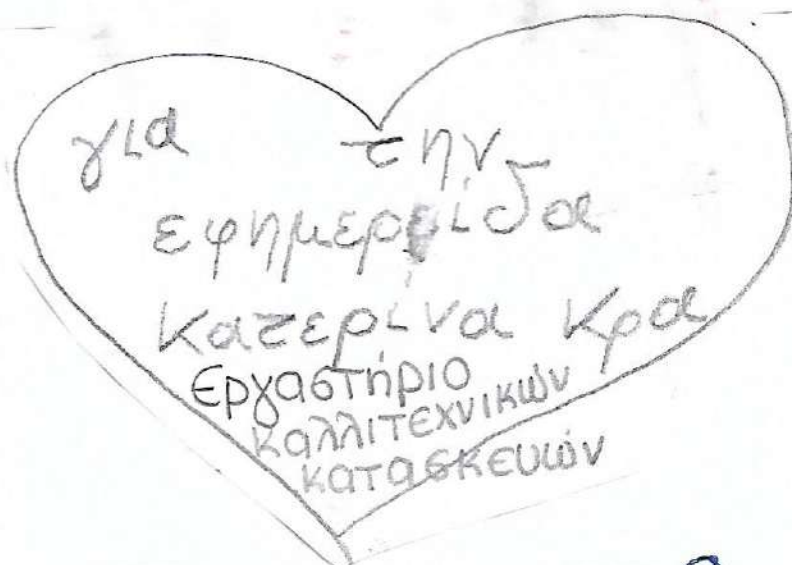 για την
εφημερίδα
Κατερίνα Κρα
Εργαστήριο
καλλιτεχνικών
κατασκευών